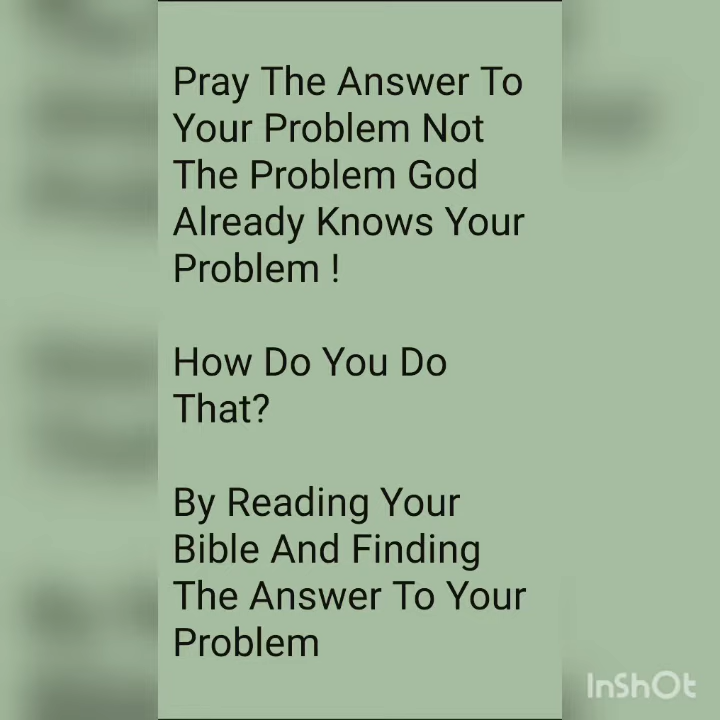 Pray The Answer To
Your Problem Not
The Problem God
Already Knows Your
Problem !
How Do You Do
That?
By Reading Your
Bible And Finding
The Answer To Your
Problem
InShOt